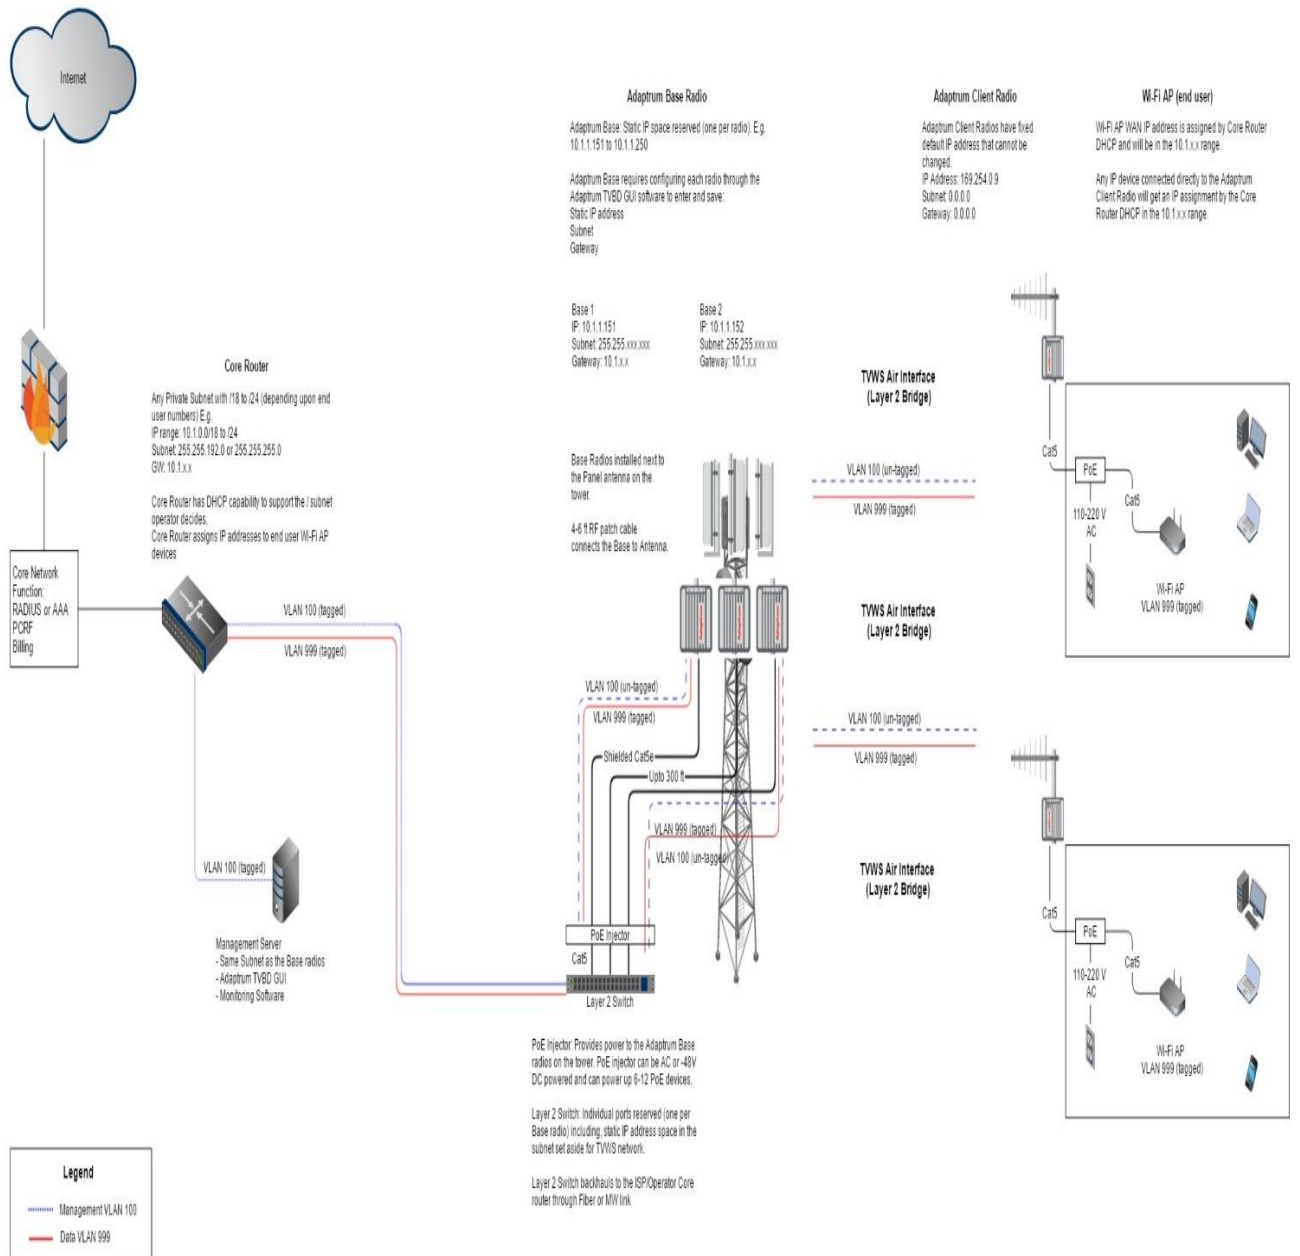 Internet
Adaptrum Base Radio
Adaptrum Base: Static IP space reserved (one per radio). E.g.
10.1.1.151 to 10.1.1.250
Adaptrum Base requires configuring each radio through the
Adaptrum TVBD GUI software to enter and save:
Static IP address
Subnet
Gateway
Adaptrum Client Radio
Adaptrum Client Radios have fixed
default IP address that cannot be
changed.
IP Address: 169.254.0.9
Subnet: 0.0.0.0
Gateway: 0.0.0.0
Wi-Fi AP (end user)
Wi-Fi AP WAN IP address is assigned by Core Router
DHCP and will be in the 10.1.x.x range.
Any IP device connected directly to the Adaptrum
Client Radio will get an IP assignment by the Core
Router DHCP in the 10.1.x.x range.
Base 1
IP: 10.1.1.151
Subnet: 255.255.xxx.xxx
Gateway: 10.1.x.x
Base 2
IP: 10.1.1.152
Subnet: 255.255.xxx.xxx
Gateway: 10.1.x.x
Core Router
Any Private Subnet with /18 to /24 (depending upon end
user numbers) E.g.
IP range: 10.1.0.0/18 to /24
Subnet: 255.255.192.0 or 255.255.255.0
GW: 10.1.x.x
Core Router has DHCP capability to support the / subnet
operator decides.
Core Router assigns IP addresses to end user Wi-Fi AP
devices
Core Network
Function:
RADIUS or AAA
PCRF
Billing
VLAN 100 (tagged)
VLAN 999 (tagged)
VLAN 100 (tagged)
Management Server
- Same Subnet as the Base radios
- Adaptrum TVBD GUI
- Monitoring Software
Base Radios installed next to
the Panel antenna on the
tower.
4-6 ft RF patch cable
connects the Base to Antenna.
Adaptrum
Adaptrum
Adaptrum
VLAN 100 (un-tagged)
VLAN 999 (tagged)
Shielded Cat5e
Upto 300 ft
VLAN 999 (tagged)
VLAN 100 (un-tagged)
PoE Injector
Cat5
Layer 2 Switch
PoE Injector: Provides power to the Adaptrum Base
radios on the tower. PoE injector can be AC or -48V
DC powered and can power up 6-12 PoE devices.
Layer 2 Switch: Individual ports reserved (one per
Base radio) including, static IP address space in the
subnet set aside for TVWS network.
Layer 2 Switch backhauls to the ISP/Operator Core
router through Fiber or MW link
TVWS Air Interface
(Layer 2 Bridge)
VLAN 100 (un-tagged)
VLAN 999 (tagged)
TVWS Air Interface
(Layer 2 Bridge)
VLAN 100 (un-tagged)
VLAN 999 (tagged)
TVWS Air Interface
(Layer 2 Bridge)
Cat5
PoE
Cat5
110-220 V
AC
Wi-Fi AP
VLAN 999 (tagged)
Cat5
PoE
Cat5
110-220 V
AC
Wi-Fi AP
VLAN 999 (tagged)
Legend
Management VLAN 100
Data VLAN 999